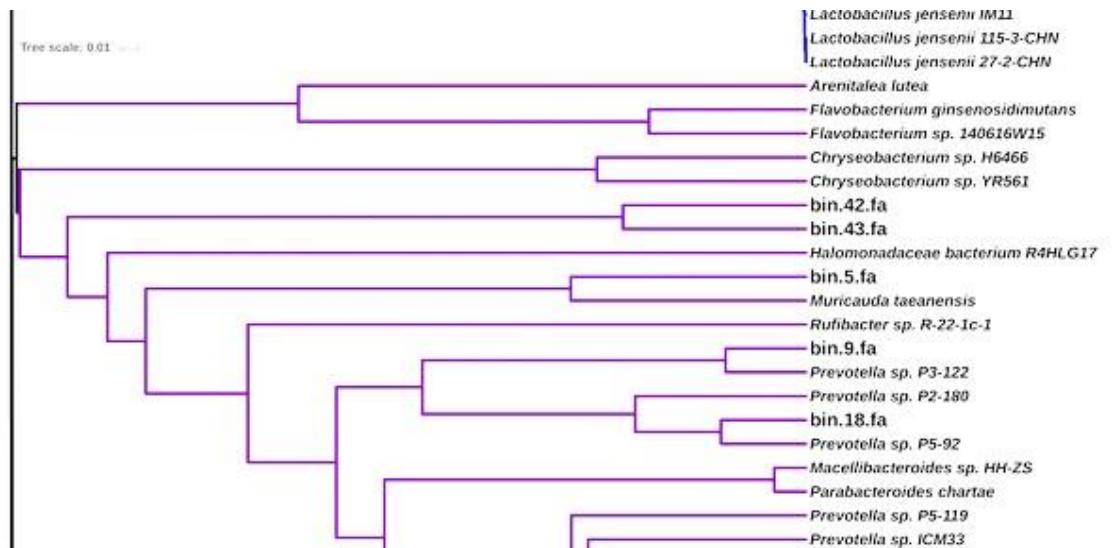 Lactobacillus jensenii IM11
Tree scale: 0.01
Lactobacillus jensenii 115-3-CHN
Lactobacillus jensenii 27-2-CHN
Arenitalea lutea
Flavobacterium ginsenosidimutans
Flavobacterium sp. 140616W15
Chryseobacterium sp. H6466
Chryseobacterium sp. YR561
bin.42.fa
bin.43.fa
Halomonadaceae bacterium R4HLG17
bin.5.fa
Muricauda taeanensis
Rufibacter sp. R-22-1c-1
bin.9.fa
Prevotella sp. P3-122
Prevotella sp. P2-180
bin.18.fa
Prevotella sp. P5-92
Macellibacteroides sp. HH-ZS
Parabacteroides chartae
Prevotella sp. P5-119
Prevotella sp. ICM33